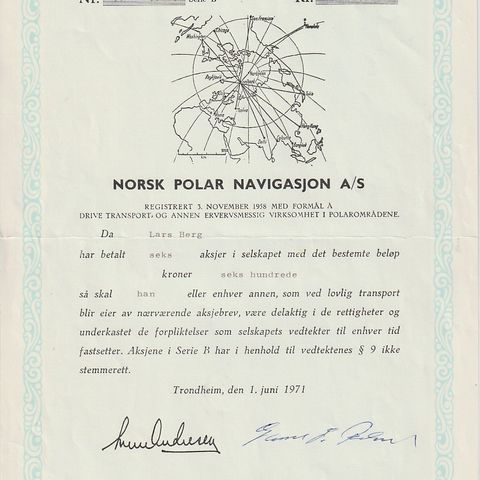 Nr. Serie B Kr.
NORSK POLAR NAVIGASJON A/S
REGISTRERT 3. NOVEMBER 1958 MED FORMÅL Å
DRIVE TRANSPORT- OG ANNEN ERVERVSMESSIG VIRKSOMHET I POLAROMRÅDENE.
Da Lars Berg
har betalt seks aksjer i selskapet med det bestemte beløp
kroner seks hundrede
så skal han eller enhver annen, som ved lovlig transport
blir eier av nærværende aksjebrev, være delaktig i de rettigheter og
underkastet de forpliktelser som selskapets vedtekter til enhver tid
fastsetter. Aksjene i Serie B har i henhold til vedtektenes § 9 ikke
stemmerett.
Trondheim, den 1. juni 1971